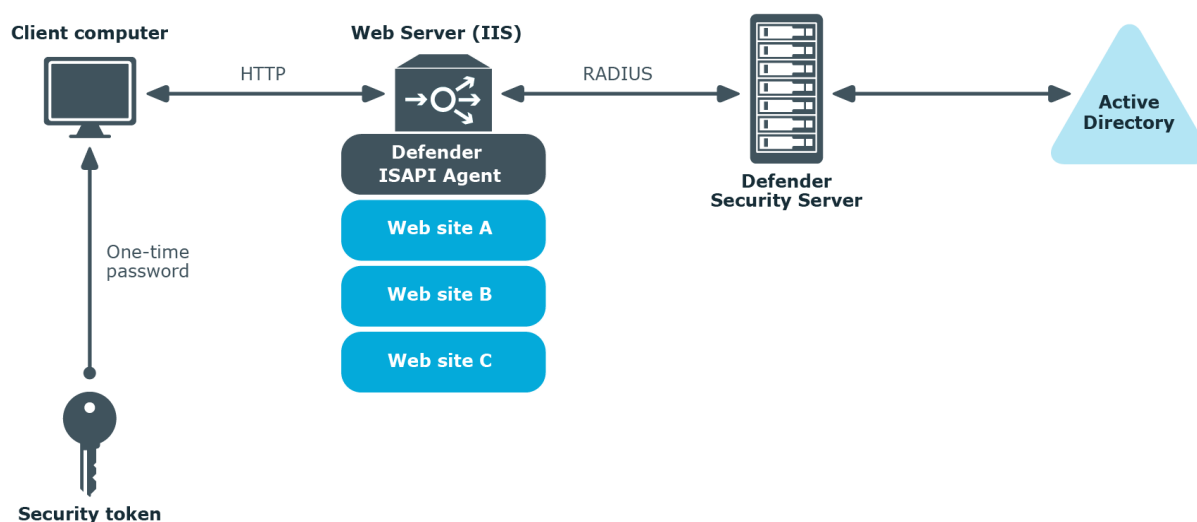 Client computer
HTTP
Web Server (IIS)
RADIUS
Active
Directory
Defender
ISAPI Agent
Defender
Security Server
Web site A
One-time
password
Web site B
Web site C
Security token